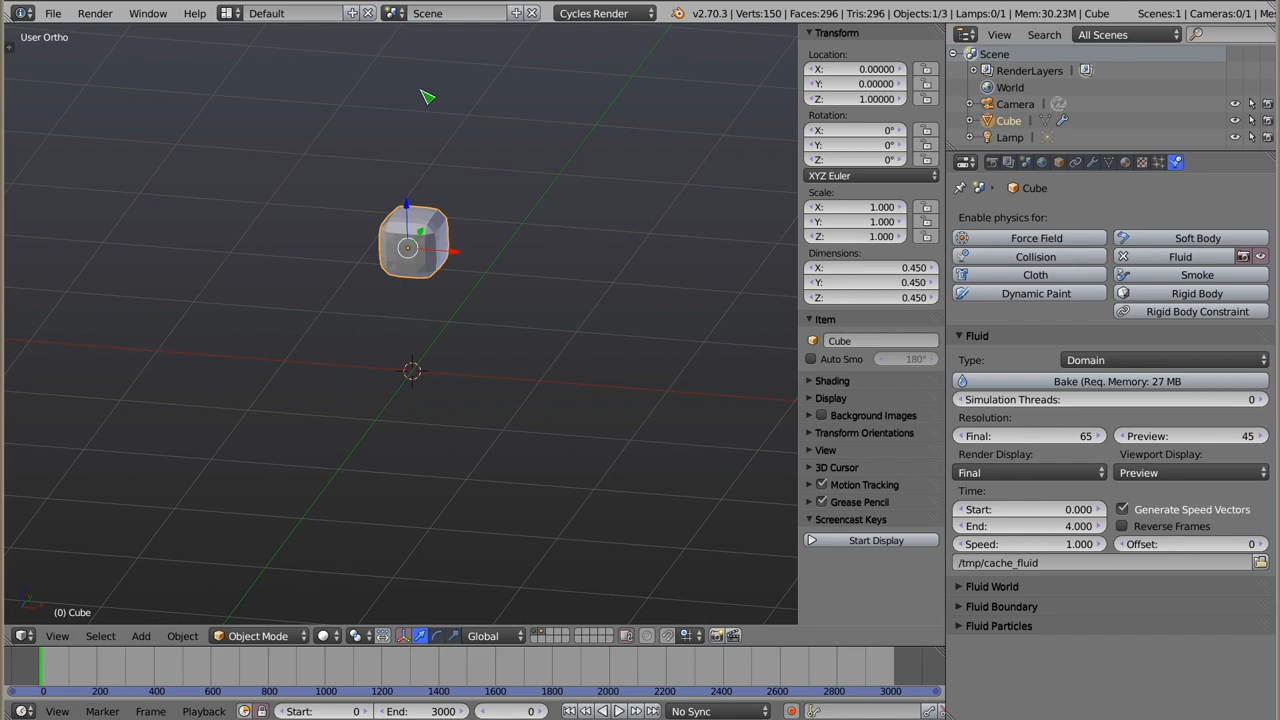 File Render Window Help Default Scene Cycles Render v2.70.3 | Verts:150 | Faces:296 | Tris:296 | Objects:1/3 | Lamps:0/1 | Mem:30.23M | Cube Scenes:1 | Cameras:0/1 |
User Ortho
(0) Cube
View Select Add Object Object Mode Global
Transform
Location:
X: 0.00000
Y: 0.00000
Z: 1.00000
Rotation:
X: 0°
Y: 0°
Z: 0°
XYZ Euler
Scale:
X: 1.000
Y: 1.000
Z: 1.000
Dimensions:
X: 0.450
Y: 0.450
Z: 0.450
Item
Cube
Auto Smo 180°
Shading
Display
Background Images
Transform Orientations
View
3D Cursor
Motion Tracking
Grease Pencil
Screencast Keys
Start Display
View Search All Scenes
Scene
RenderLayers
World
Camera
Cube
Lamp
Cube
Enable physics for:
Force Field Soft Body
Collision Fluid
Cloth Smoke
Dynamic Paint Rigid Body
Rigid Body Constraint
Fluid
Type: Domain
Bake (Req. Memory: 27 MB
Simulation Threads: 0
Resolution:
Final: 65 Preview: 45
Render Display: Viewport Display:
Final Preview
Time:
Start: 0.000 Generate Speed Vectors
End: 4.000 Reverse Frames
Speed: 1.000 Offset: 0
/tmp/cache_fluid
Fluid World
Fluid Boundary
Fluid Particles
0 200 400 600 800 1000 1200 1400 1600 1800 2000 2200 2400 2600 2800 3000
View Marker Frame Playback Start: 0 End: 3000 0 No Sync